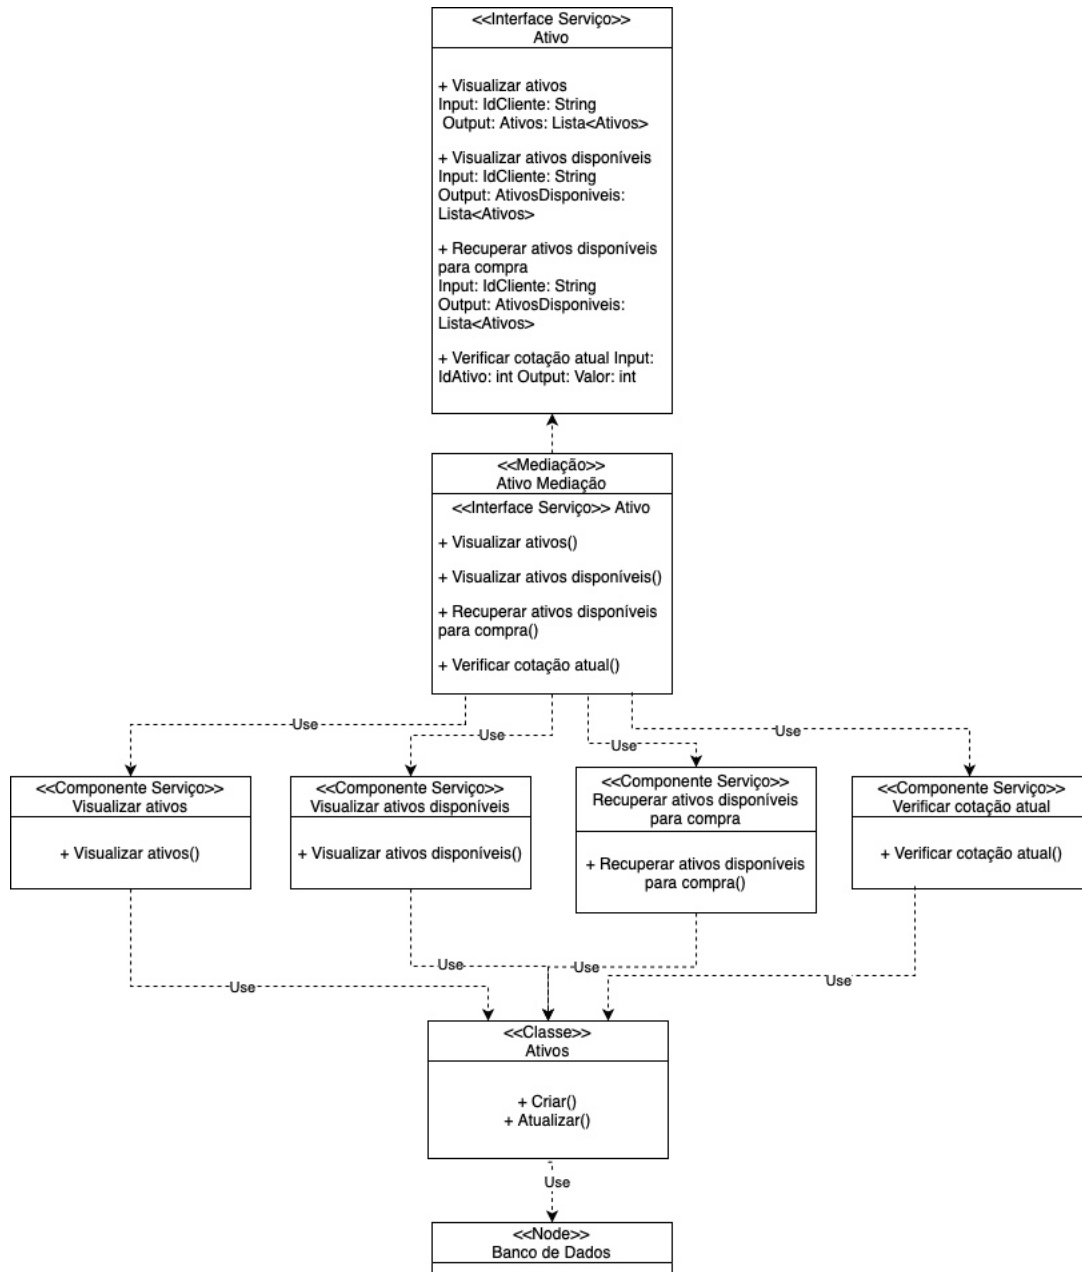 <<Interface Serviço>>
Ativo
+ Visualizar ativos
Input: IdCliente: String
Output: Ativos: Lista<Ativos>
+ Visualizar ativos disponíveis
Input: IdCliente: String
Output: AtivosDisponiveis:
Lista<Ativos>
+ Recuperar ativos disponíveis
para compra
Input: IdCliente: String
Output: AtivosDisponiveis:
Lista<Ativos>
+ Verificar cotação atual Input:
IdAtivo: int Output: Valor: int
<<Mediação>>
Ativo Mediação
<<Interface Serviço>> Ativo
+ Visualizar ativos()
+ Visualizar ativos disponíveis()
+ Recuperar ativos disponíveis
para compra()
+ Verificar cotação atual()
Use
Use
Use
Use
<<Componente Serviço>>
Visualizar ativos
+ Visualizar ativos()
<<Componente Serviço>>
Visualizar ativos disponíveis
+ Visualizar ativos disponíveis()
<<Componente Serviço>>
Recuperar ativos disponíveis
para compra
+ Recuperar ativos disponíveis
para compra()
<<Componente Serviço>>
Verificar cotação atual
+ Verificar cotação atual()
Use
Use
Use
Use
<<Classe>>
Ativos
+ Criar()
+ Atualizar()
Use
<<Node>>
Banco de Dados